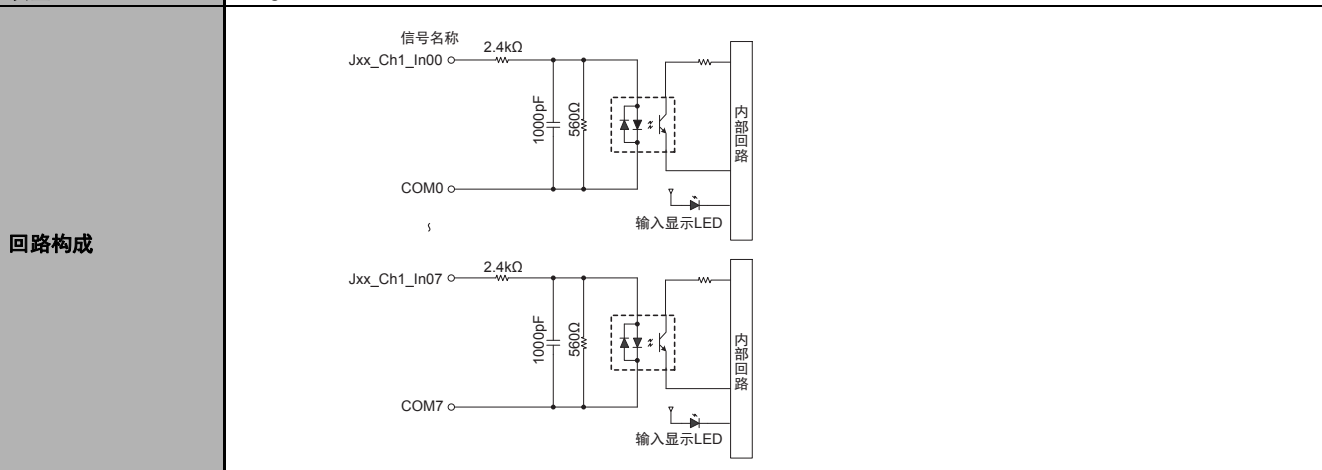 回路构成
信号名称
Jxx_Ch1_In00
2.4kΩ
1000pF
560Ω
内部回路
COM0
输入显示LED
~
Jxx_Ch1_In07
2.4kΩ
1000pF
560Ω
内部回路
COM7
输入显示LED